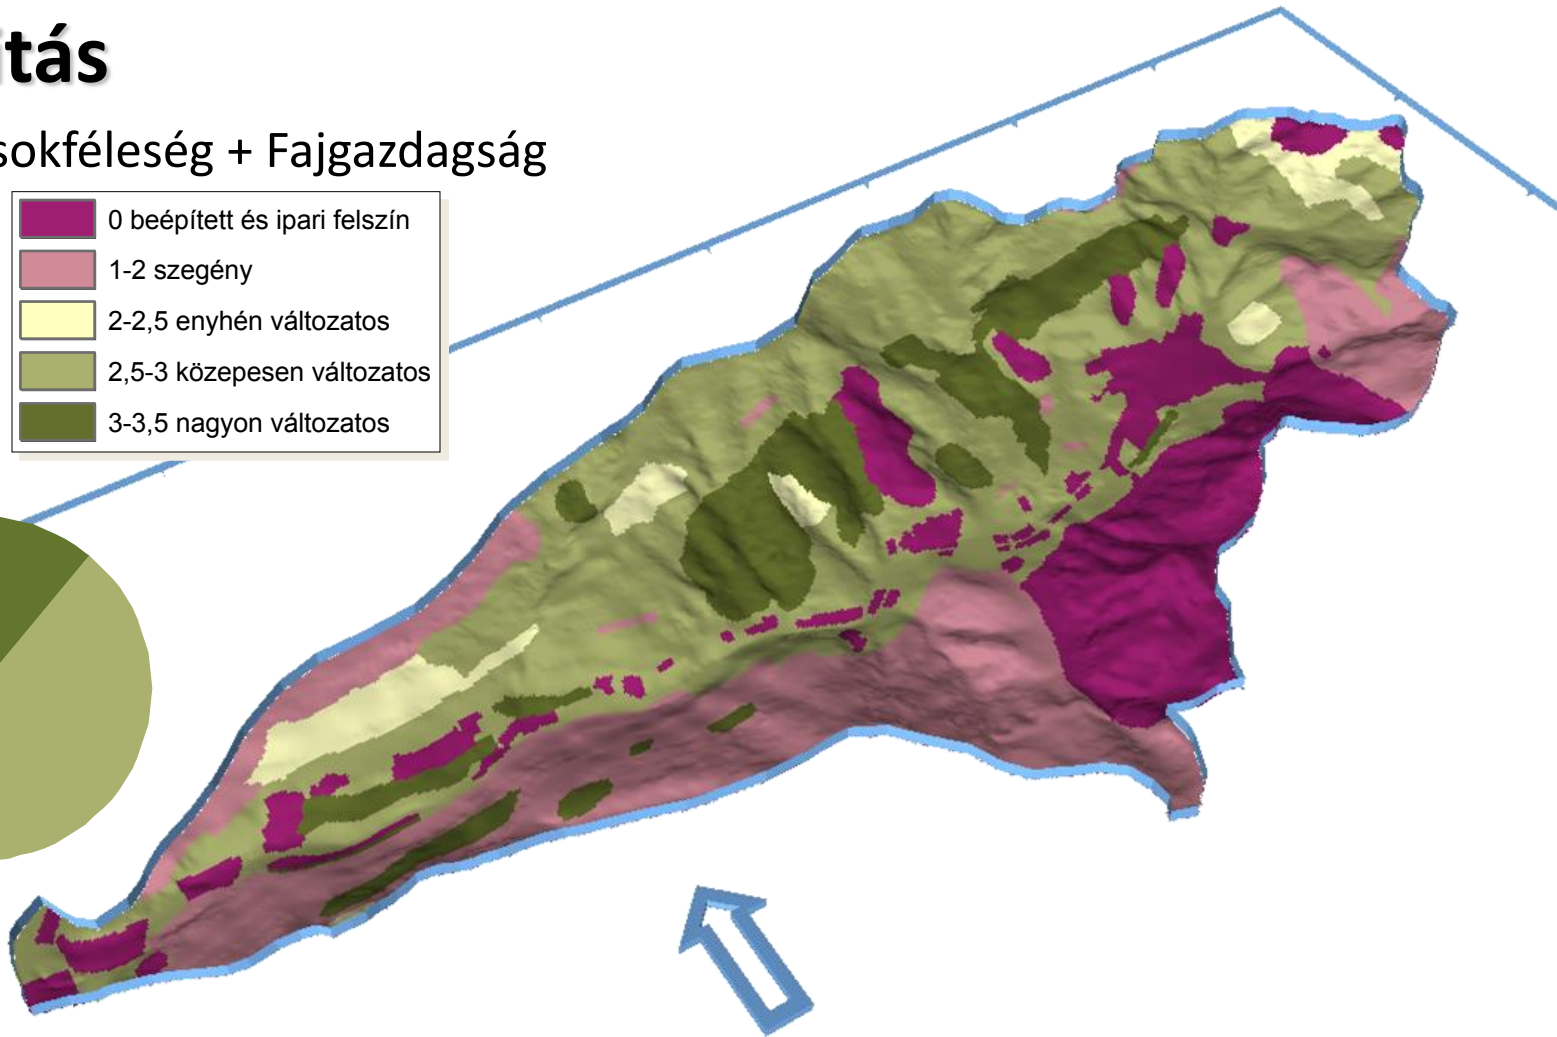 itás
sokféleség + Fajgazdagság
0 beépített és ipari felszín
1-2 szegény
2-2,5 enyhén változatos
2,5-3 közepesen változatos
3-3,5 nagyon változatos